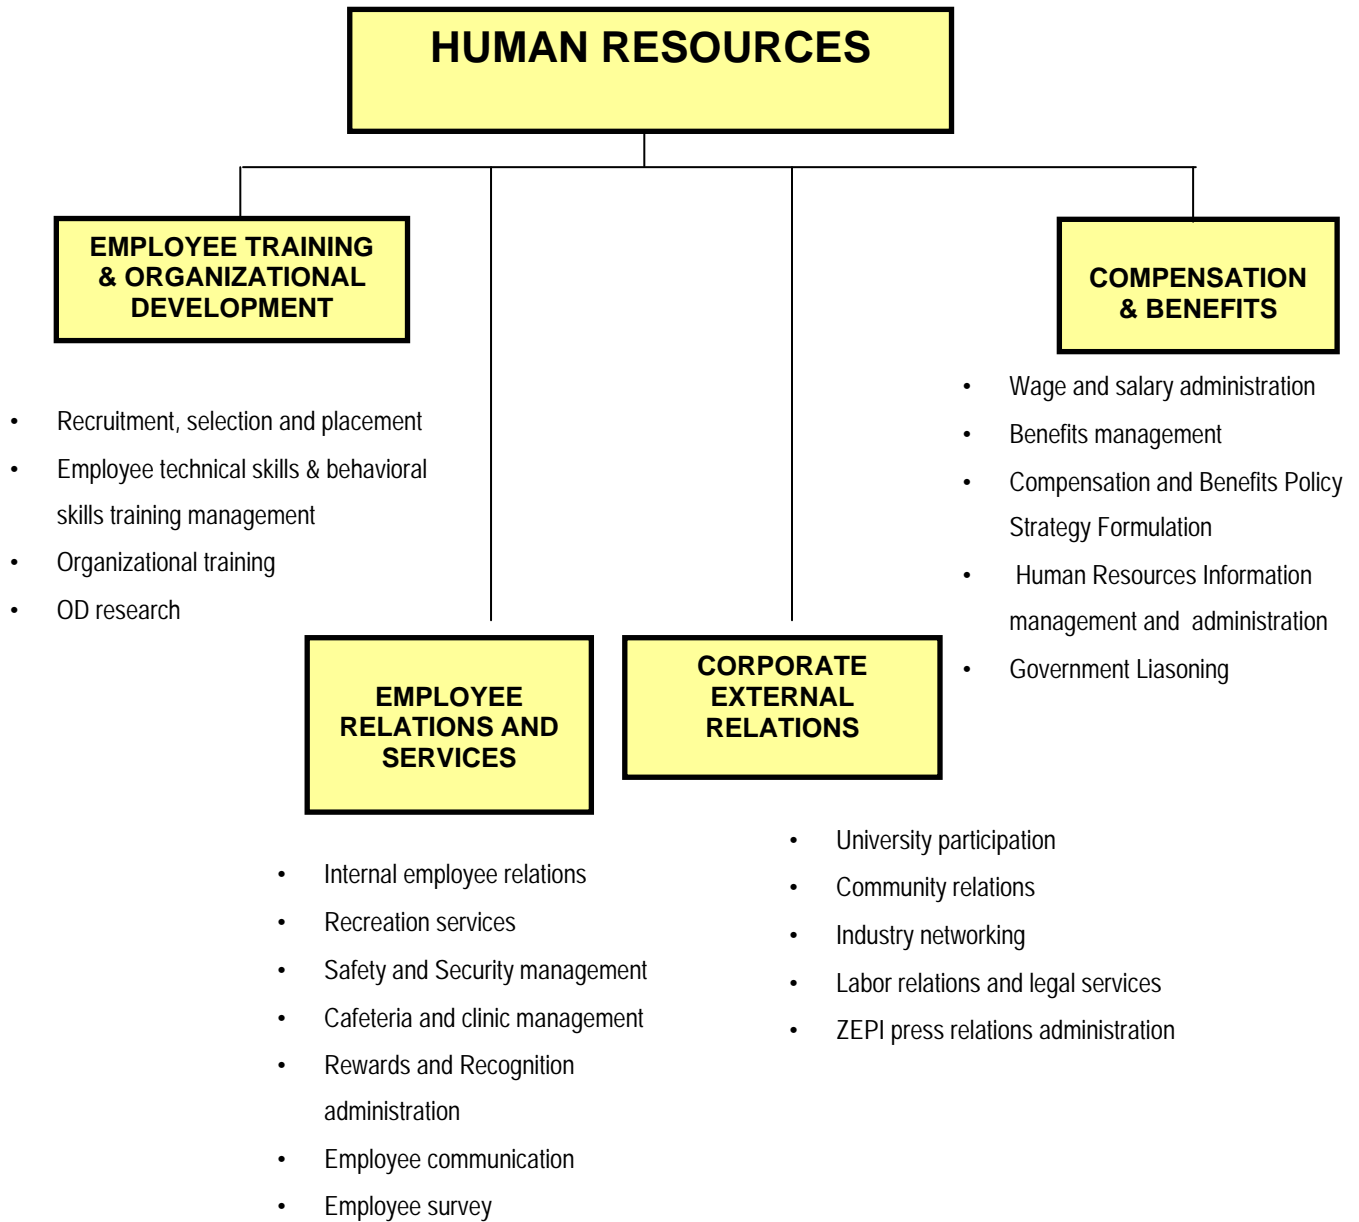 HUMAN RESOURCES
EMPLOYEE TRAINING
& ORGANIZATIONAL
DEVELOPMENT
• Recruitment, selection and placement
• Employee technical skills & behavioral
skills training management
• Organizational training
• OD research
EMPLOYEE
RELATIONS AND
SERVICES
• Internal employee relations
• Recreation services
• Safety and Security management
• Cafeteria and clinic management
• Rewards and Recognition
administration
• Employee communication
• Employee survey
CORPORATE
EXTERNAL
RELATIONS
• University participation
• Community relations
• Industry networking
• Labor relations and legal services
• ZEPI press relations administration
COMPENSATION
& BENEFITS
• Wage and salary administration
• Benefits management
• Compensation and Benefits Policy
Strategy Formulation
• Human Resources Information
management and administration
• Government Liasoning